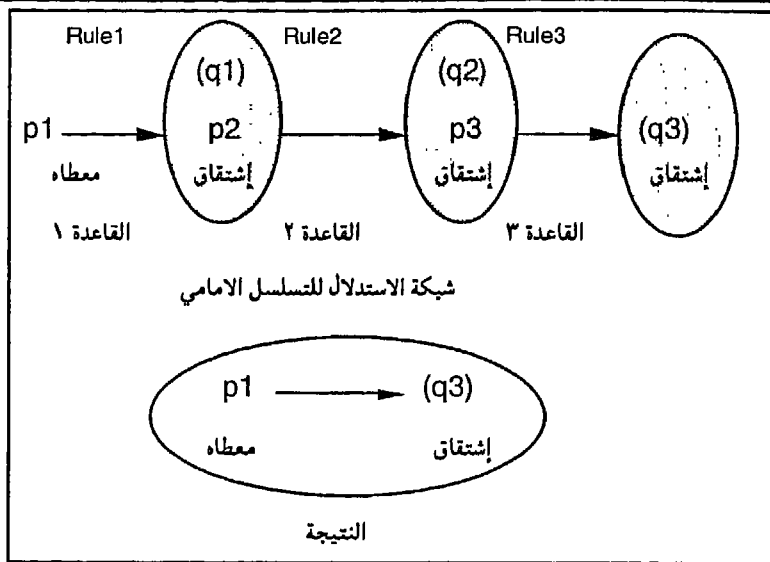 Rule1 Rule2 Rule3
(q1) (q2)
p1 p2 p3 (q3)
معطاه إشتقاق إشتقاق إشتقاق
القاعدة ١ القاعدة ٢ القاعدة ٣
شبكة الاستدلال للتسلسل الامامي
p1 (q3)
معطاه إشتقاق
النتيجة